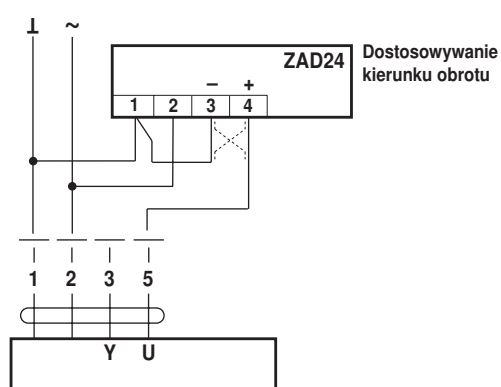 ⊥ ~
ZAD24
Dostosowywanie
kierunku obrotu
– +
1 2 3 4
1 2 3 5
Y U